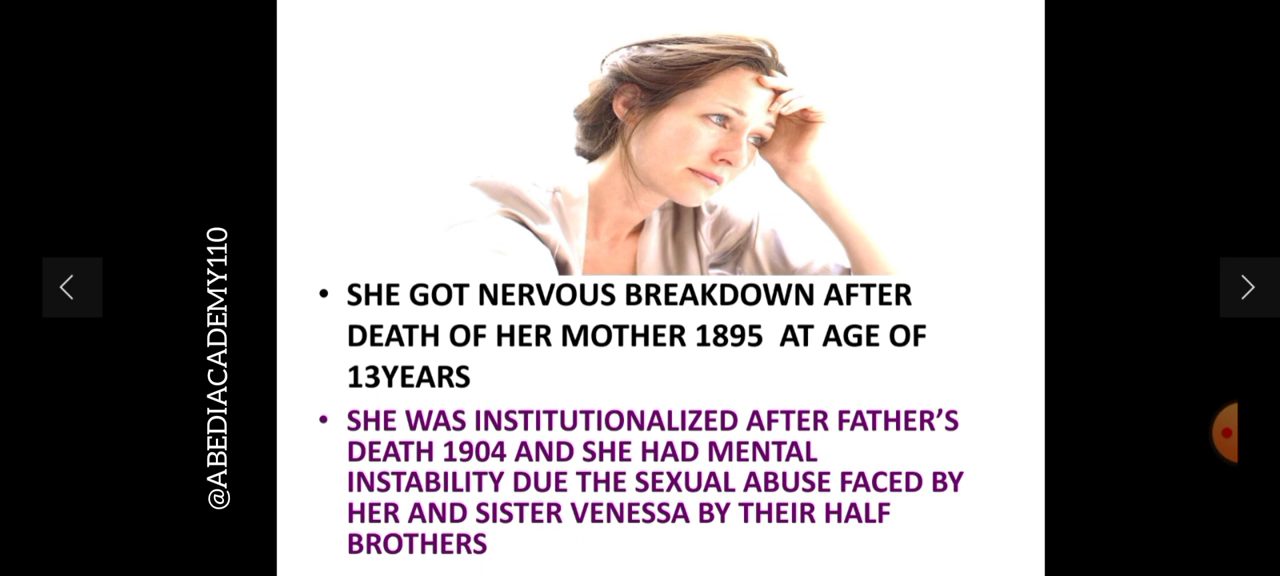 @ABEDIACADEMY110
• SHE GOT NERVOUS BREAKDOWN AFTER
DEATH OF HER MOTHER 1895  AT AGE OF
13YEARS
• SHE WAS INSTITUTIONALIZED AFTER FATHER’S
DEATH 1904 AND SHE HAD MENTAL
INSTABILITY DUE THE SEXUAL ABUSE FACED BY
HER AND SISTER VENESSA BY THEIR HALF
BROTHERS